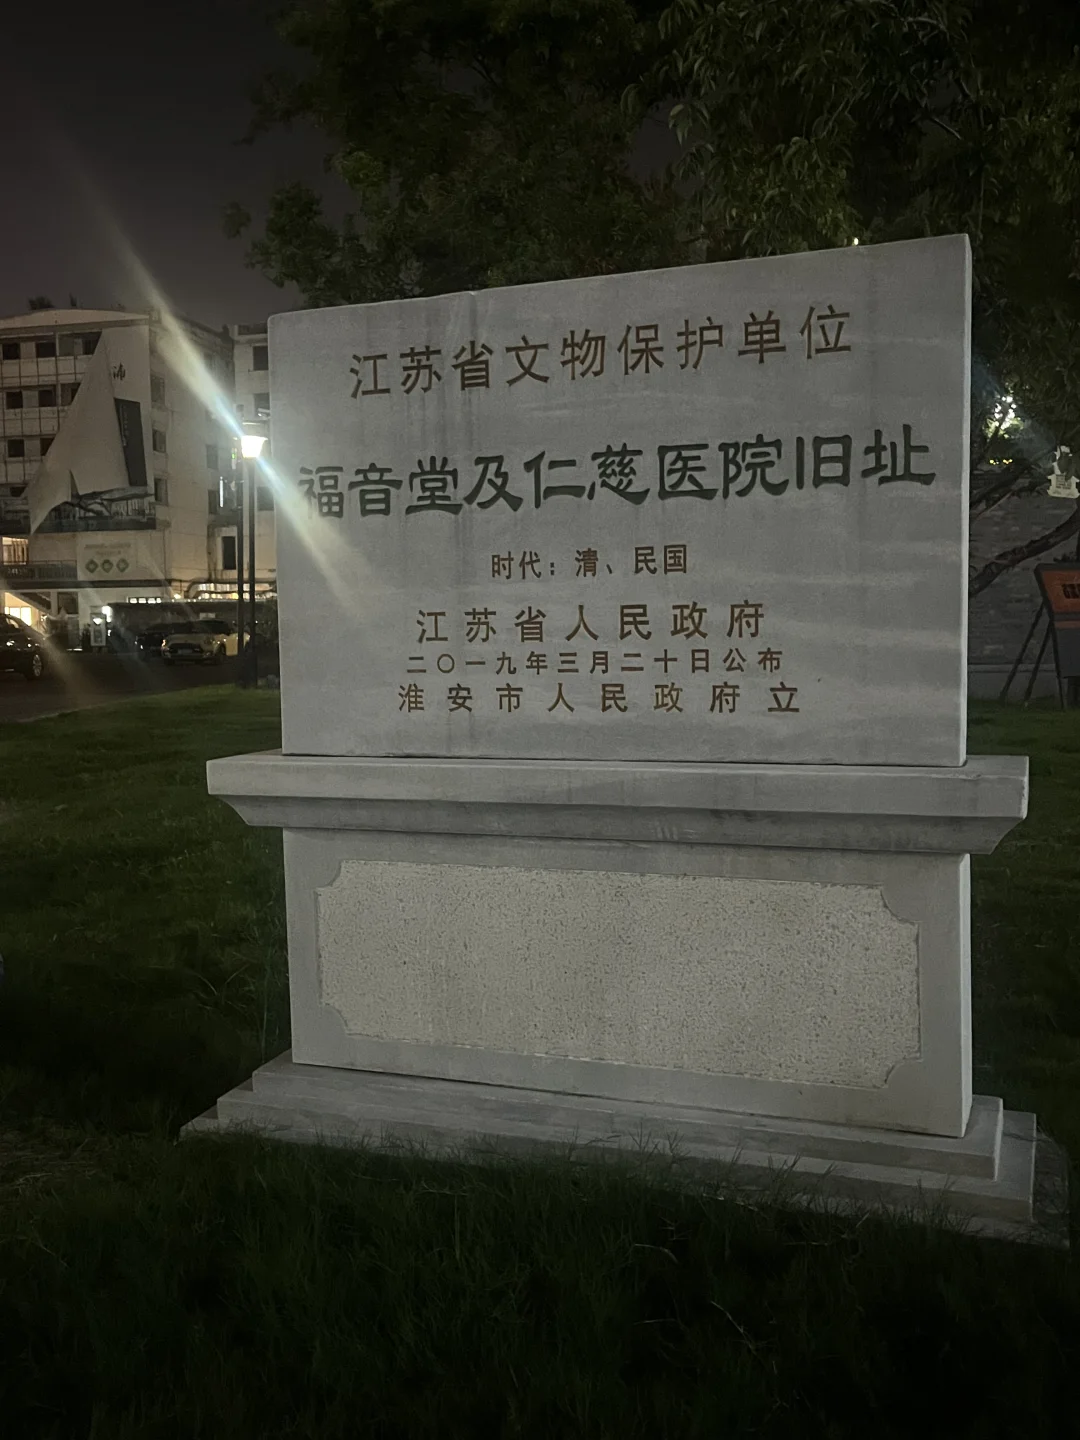 江苏省文物保护单位
福音堂及仁慈医院旧址
时代：清、民国
江苏省人民政府
二〇一九年三月二十日公布
淮安市人民政府立